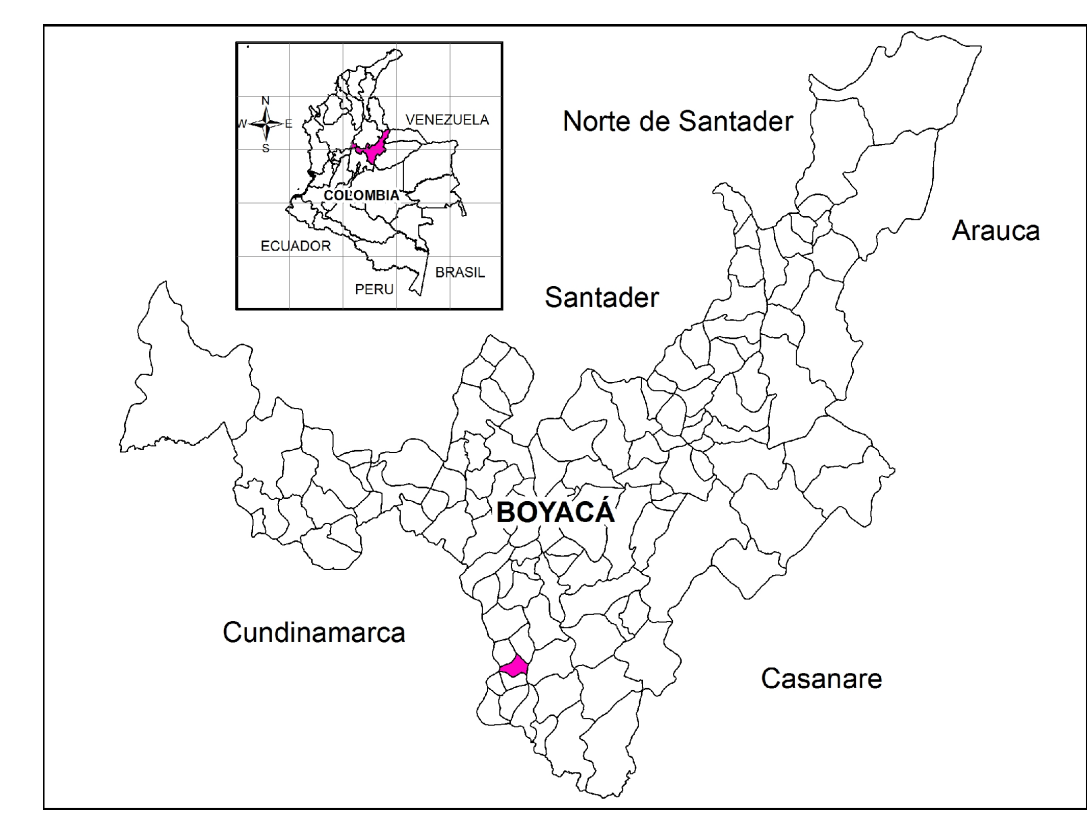 N
W E
S
VENEZUELA
COLOMBIA
ECUADOR
BRASIL
PERU
Norte de Santader
Arauca
Santader
BOYACÁ
Cundinamarca
Casanare